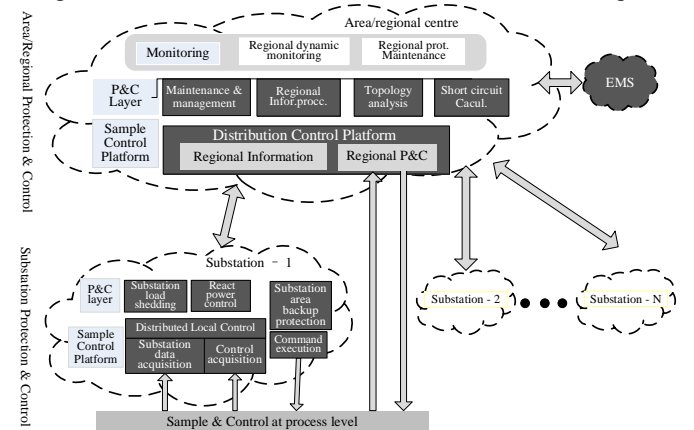 Area/regional centre
Area/Regional Protection & Control
Monitoring
Regional dynamic
monitoring
Regional prot.
Maintenance
P&C
Layer
Maintenance &
management
Regional
Infor.procc.
Topology
analysis
Short circuit
Cacul.
EMS
Sample
Control
Platform
Distribution Control Platform
Regional Information
Regional P&C
Substation Protection & Control
Substation - 1
P&C
layer
Substation
load
shedding
React
power
control
Substation
area
backup
protection
Sample
Control
Platform
Distributed Local Control
Substation
data
acquisition
Control
acquisition
Command
execution
Substation - 2
Substation - N
Sample & Control at process level